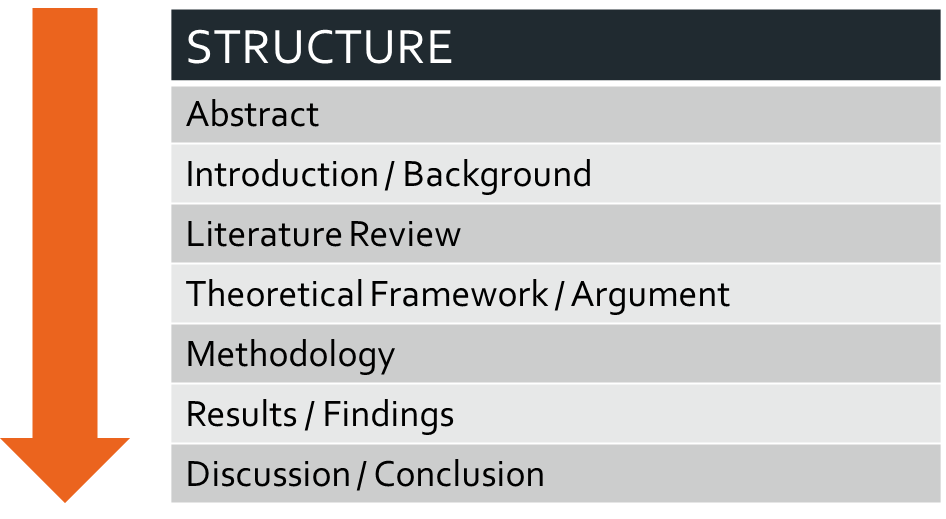 STRUCTURE
Abstract
Introduction / Background
Literature Review
Theoretical Framework / Argument
Methodology
Results / Findings
Discussion / Conclusion